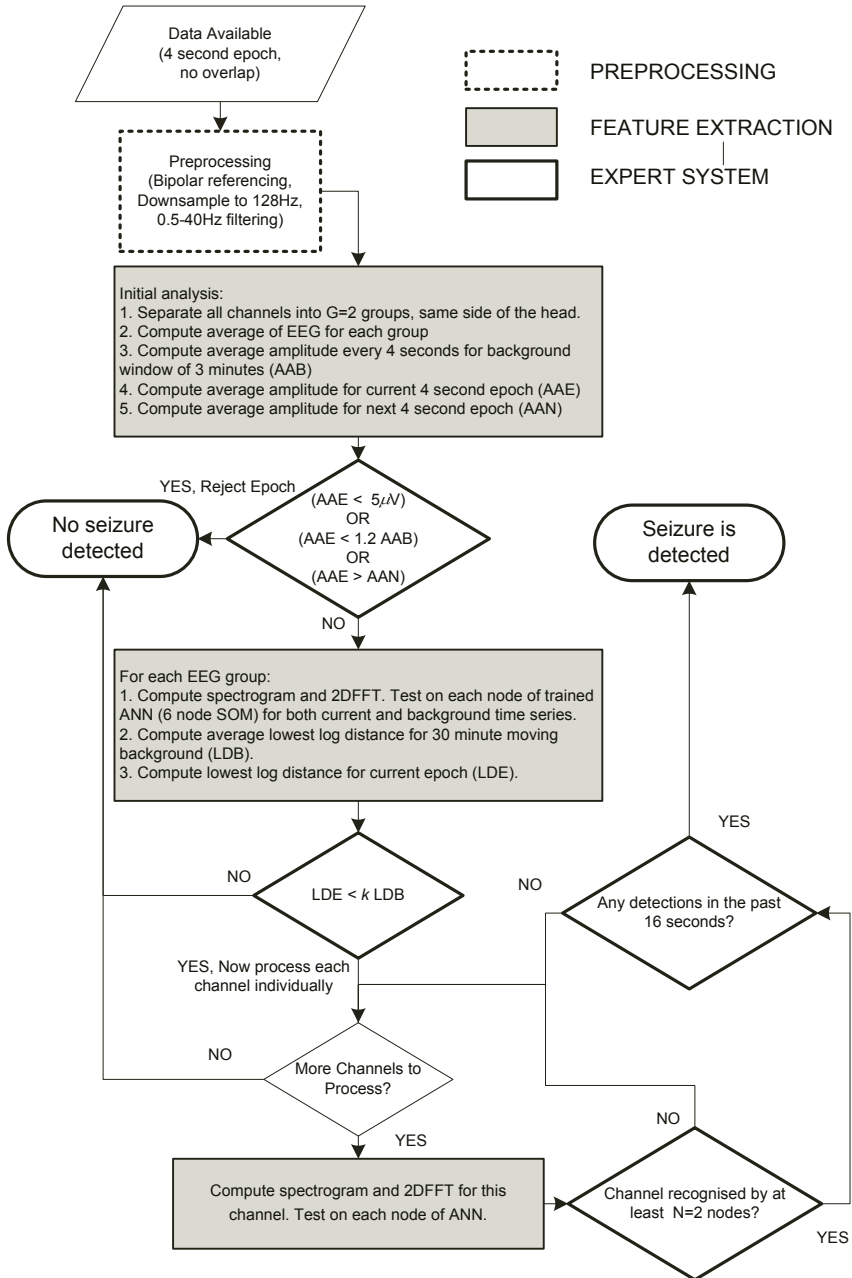 Data Available
(4 second epoch,
no overlap)
PREPROCESSING
FEATURE EXTRACTION
EXPERT SYSTEM
Preprocessing
(Bipolar referencing,
Downsample to 128Hz,
0.5-40Hz filtering)
Initial analysis:
1. Separate all channels into G=2 groups, same side of the head.
2. Compute average of EEG for each group
3. Compute average amplitude every 4 seconds for background
window of 3 minutes (AAB)
4. Compute average amplitude for current 4 second epoch (AAE)
5. Compute average amplitude for next 4 second epoch (AAN)
YES, Reject Epoch
(AAE < 5µV)
OR
(AAE < 1.2 AAB)
OR
(AAE > AAN)
No seizure
detected
Seizure is
detected
NO
For each EEG group:
1. Compute spectrogram and 2DFFT. Test on each node of trained
ANN (6 node SOM) for both current and background time series.
2. Compute average lowest log distance for 30 minute moving
background (LDB).
3. Compute lowest log distance for current epoch (LDE).
YES
NO
LDE < k LDB
NO
Any detections in the past
16 seconds?
YES, Now process each
channel individually
NO
More Channels to
Process?
NO
YES
Compute spectrogram and 2DFFT for this
channel. Test on each node of ANN.
Channel recognised by at
least N=2 nodes?
YES